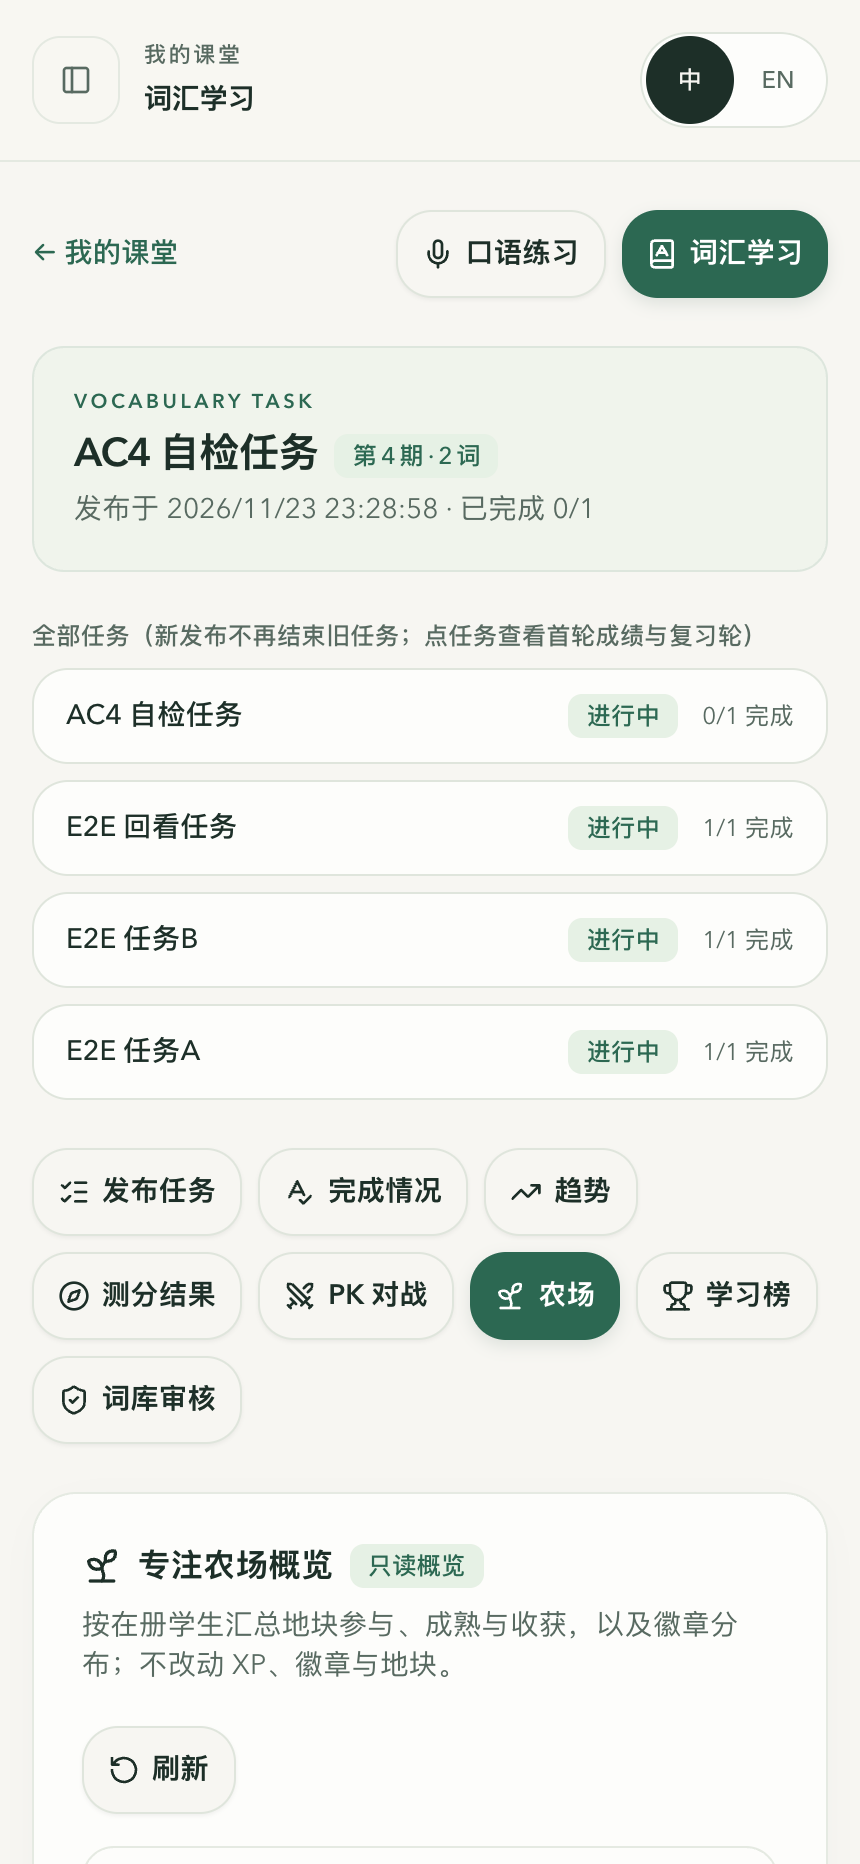 我的课堂
词汇学习
中
EN
← 我的课堂
口语练习
词汇学习
VOCABULARY TASK
AC4 自检任务
第 4 期 · 2 词
发布于 2026/11/23 23:28:58 · 已完成 0/1
全部任务（新发布不再结束旧任务；点任务查看首轮成绩与复习轮）
AC4 自检任务 进行中 0/1 完成
E2E 回看任务 进行中 1/1 完成
E2E 任务B 进行中 1/1 完成
E2E 任务A 进行中 1/1 完成
发布任务 完成情况 趋势
测分结果 PK 对战 农场 学习榜
词库审核
专注农场概览 只读概览
按在册学生汇总地块参与、成熟与收获，以及徽章分
布；不改动 XP、徽章与地块。
刷新